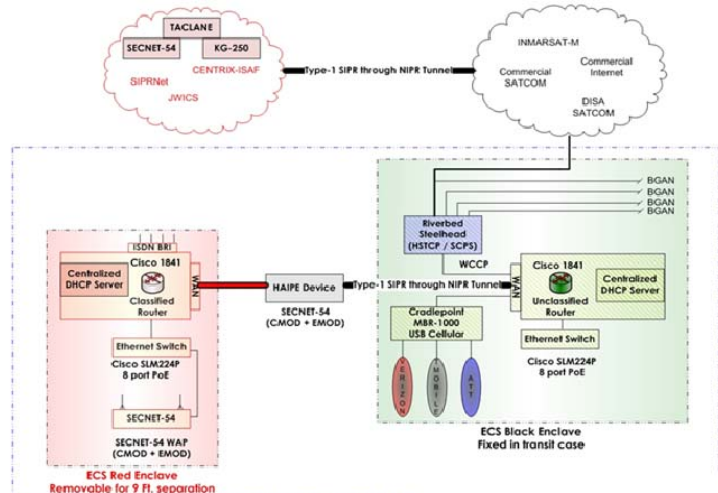 TACLANE
SECNET-54
KG-250
CENTRIX-ISAF
SIPRNet
JWICS
Type-1 SIPR through NIPR Tunnel
INMARSAT-M
Commercial
SATCOM
Commercial
Internet
DISA
SATCOM
BGAN
BGAN
BGAN
BGAN
Riverbed
Steelhead
(HSTCP / SCPS)
WCCP
ISDN BRI
Cisco 1841
Centralized
DHCP Server
Classified
Router
WAN
HAIPE Device
SECNET-54
(CMOD + EMOD)
Type-1 SIPR through NIPR Tunnel
WAN
Cisco 1841
Unclassified
Router
Centralized
DHCP Server
Cradlepoint
MBR-1000
USB Cellular
VERIZON
MOBILE
ATT
Ethernet Switch
Cisco SLM224P
8 port PoE
Ethernet Switch
Cisco SLM224P
8 port PoE
SECNET-54
SECNET-54 WAP
(CMOD + EMOD)
ECS Black Enclave
Fixed in transit case
ECS Red Enclave
Removable for 9 Ft. separation